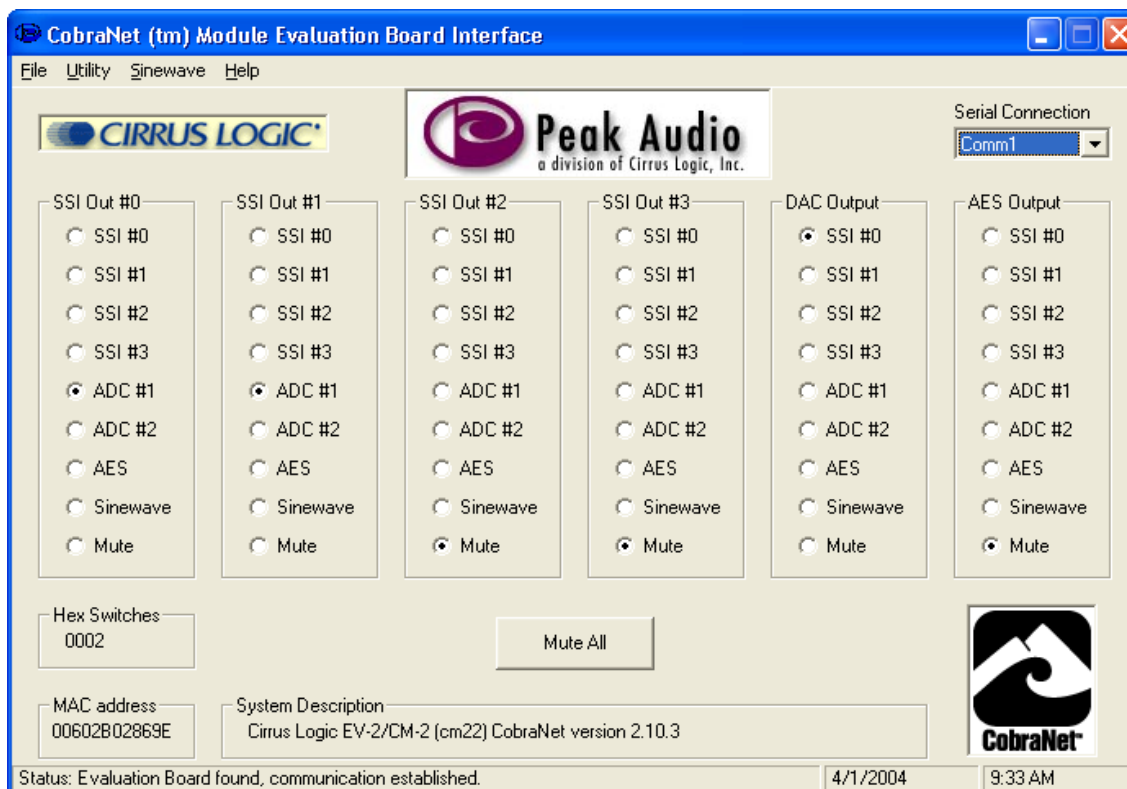 CobraNet (tm) Module Evaluation Board Interface
File Utility Sinewave Help
CIRRUS LOGIC
Peak Audio
a division of Cirrus Logic, Inc.
Serial Connection
Comm1
SSI Out #0 SSI Out #1 SSI Out #2 SSI Out #3 DAC Output AES Output
SSI #0 SSI #0 SSI #0 SSI #0 SSI #0 SSI #0
SSI #1 SSI #1 SSI #1 SSI #1 SSI #1 SSI #1
SSI #2 SSI #2 SSI #2 SSI #2 SSI #2 SSI #2
SSI #3 SSI #3 SSI #3 SSI #3 SSI #3 SSI #3
ADC #1 ADC #1 ADC #1 ADC #1 ADC #1 ADC #1
ADC #2 ADC #2 ADC #2 ADC #2 ADC #2 ADC #2
AES AES AES AES AES AES
Sinewave Sinewave Sinewave Sinewave Sinewave Sinewave
Mute Mute Mute Mute Mute Mute
Hex Switches
0002
Mute All
MAC address
00602B02869E
System Description
Cirrus Logic EV-2/CM-2 (cm22) CobraNet version 2.10.3
CobraNet™
Status: Evaluation Board found, communication established. 4/1/2004 9:33 AM